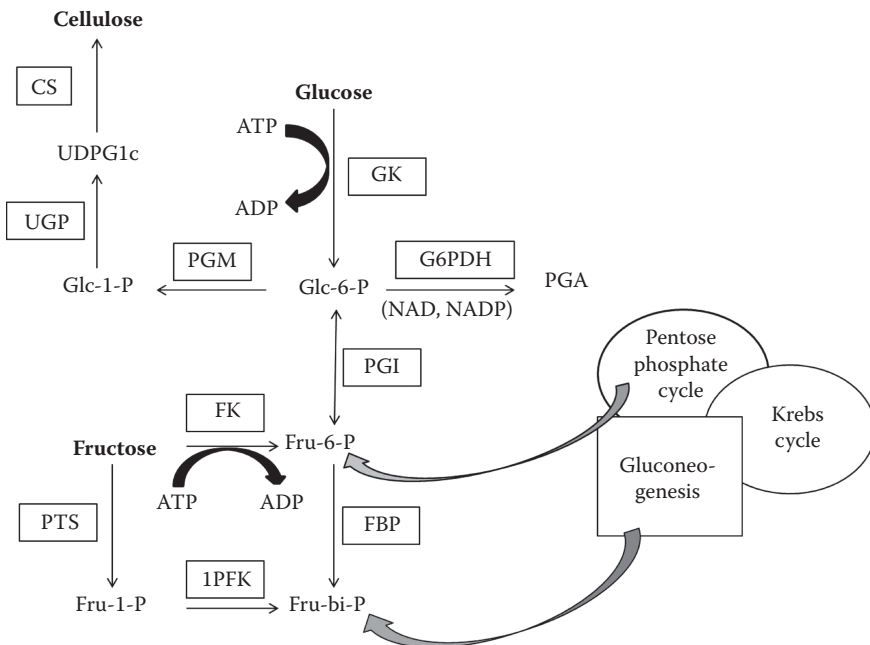 Cellulose
CS
UDPG1c
UGP
Glc-1-P
PGM
Glucose
ATP
GK
ADP
Glc-6-P
G6PDH
(NAD, NADP)
PGA
PGI
Pentose
phosphate
cycle
Krebs
cycle
Gluconeo-
genesis
FK
Fructose
Fru-6-P
ATP
ADP
PTS
FBP
1PFK
Fru-1-P
Fru-bi-P